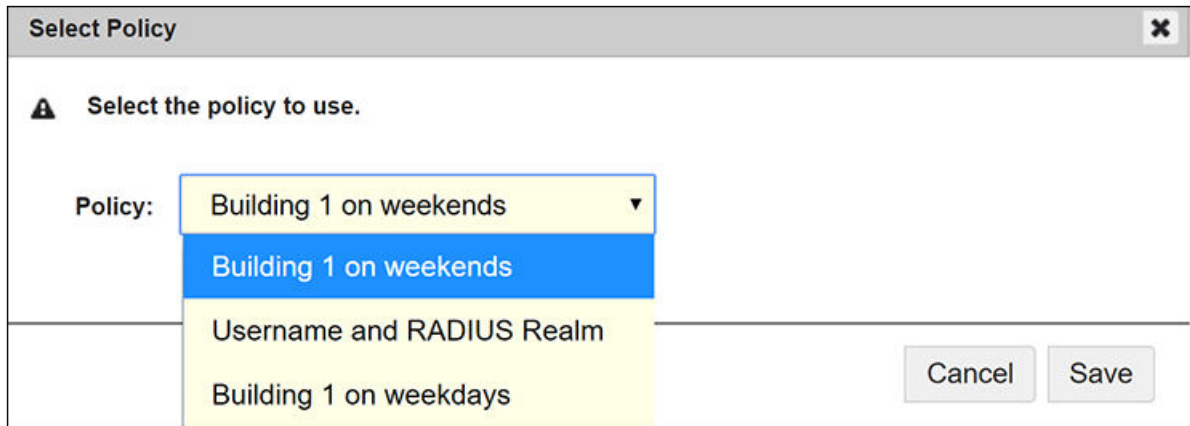 Select Policy
Select the policy to use.
Policy: Building 1 on weekends
Building 1 on weekends
Username and RADIUS Realm
Building 1 on weekdays
Cancel Save